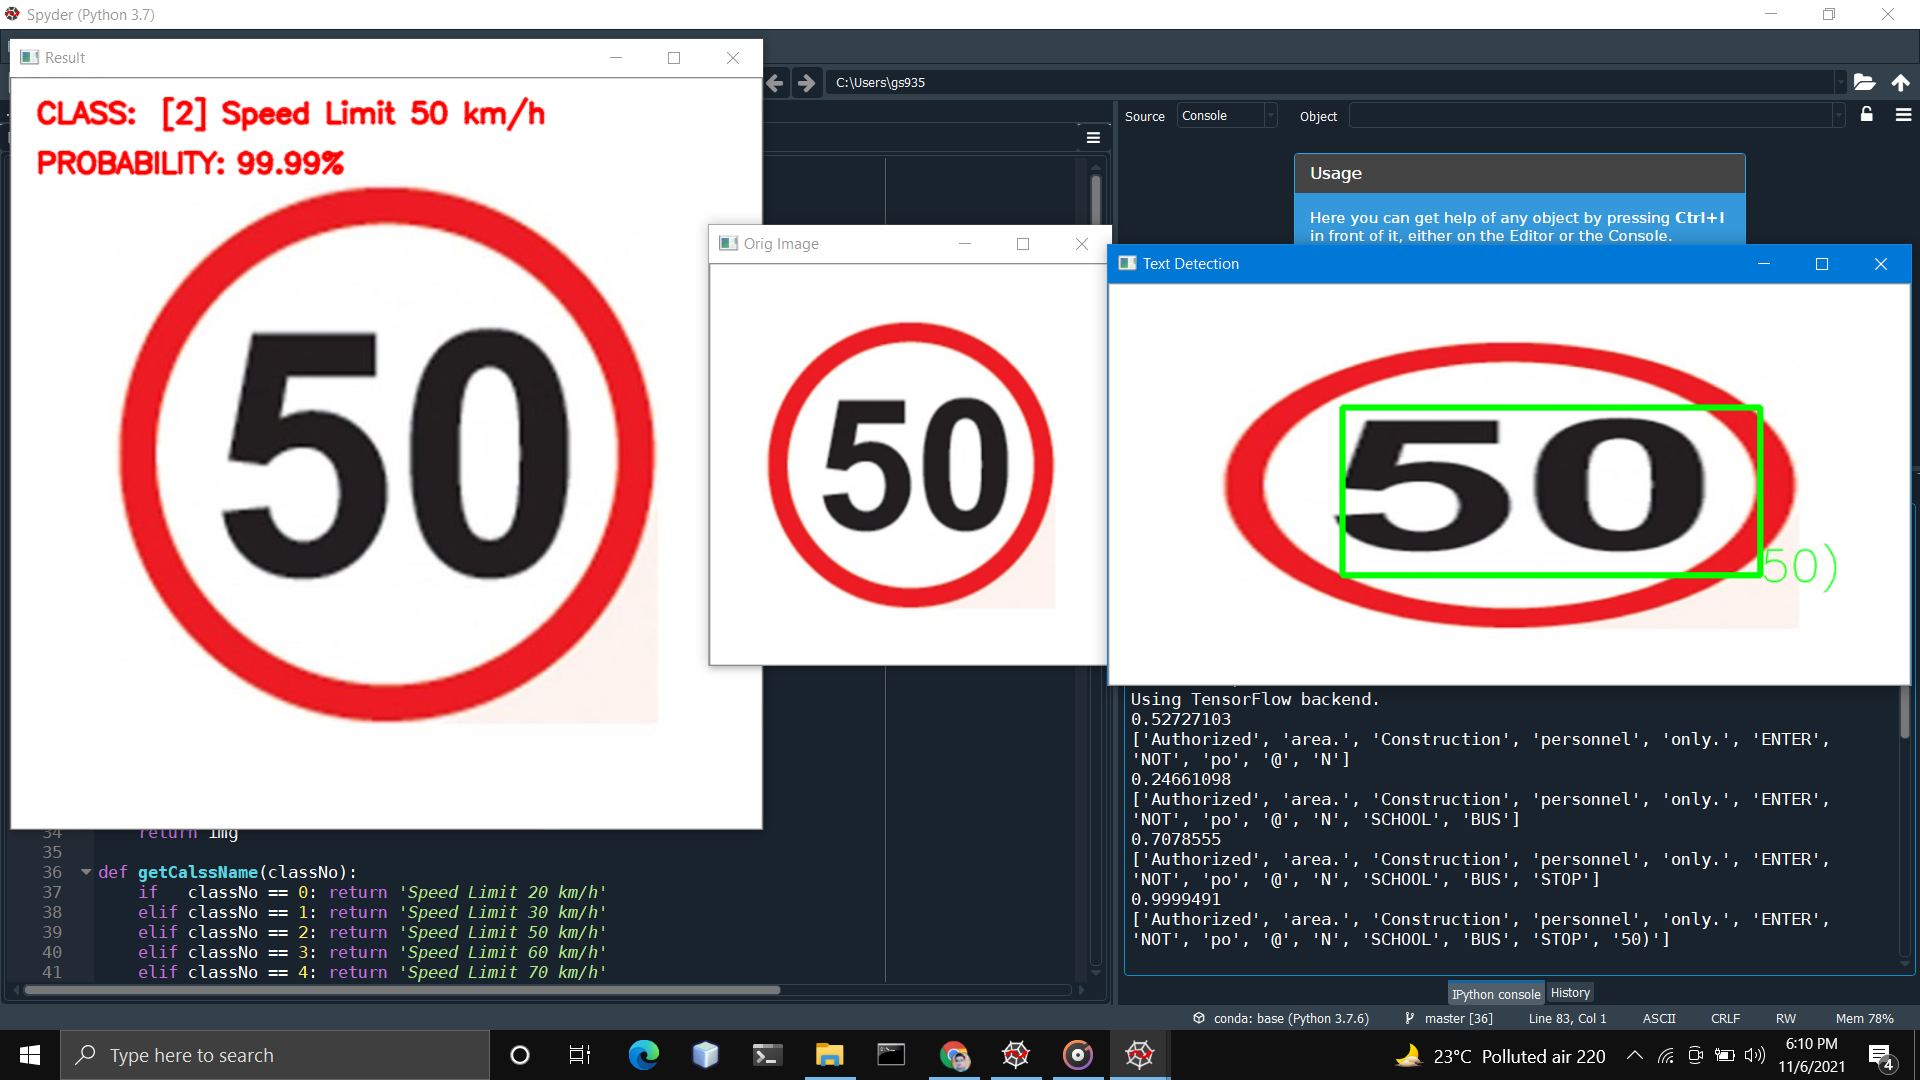 Spyder (Python 3.7)
Result
CLASS: [2] Speed Limit 50 km/h
PROBABILITY: 99.99%
50
Orig Image
50
C:\Users\gs935
Source Console Object
Usage
Here you can get help of any object by pressing Ctrl+I
in front of it, either on the Editor or the Console.
Text Detection
50
50)
Using TensorFlow backend.
0.52727103
['Authorized', 'area.', 'Construction', 'personnel', 'only.', 'ENTER',
'NOT', 'po', '@', 'N']
0.24661098
['Authorized', 'area.', 'Construction', 'personnel', 'only.', 'ENTER',
'NOT', 'po', '@', 'N', 'SCHOOL', 'BUS']
0.7078555
['Authorized', 'area.', 'Construction', 'personnel', 'only.', 'ENTER',
'NOT', 'po', '@', 'N', 'SCHOOL', 'BUS', 'STOP']
0.9999491
['Authorized', 'area.', 'Construction', 'personnel', 'only.', 'ENTER',
'NOT', 'po', '@', 'N', 'SCHOOL', 'BUS', 'STOP', '50)']
34 return img
35
36 def getCalssName(classNo):
37 if classNo == 0: return 'Speed Limit 20 km/h'
38 elif classNo == 1: return 'Speed Limit 30 km/h'
39 elif classNo == 2: return 'Speed Limit 50 km/h'
40 elif classNo == 3: return 'Speed Limit 60 km/h'
41 elif classNo == 4: return 'Speed Limit 70 km/h'
IPython console History
conda: base (Python 3.7.6) master [36] Line 83, Col 1 ASCII CRLF RW Mem 78%
Type here to search
23°C Polluted air 220
6:10 PM
11/6/2021
4